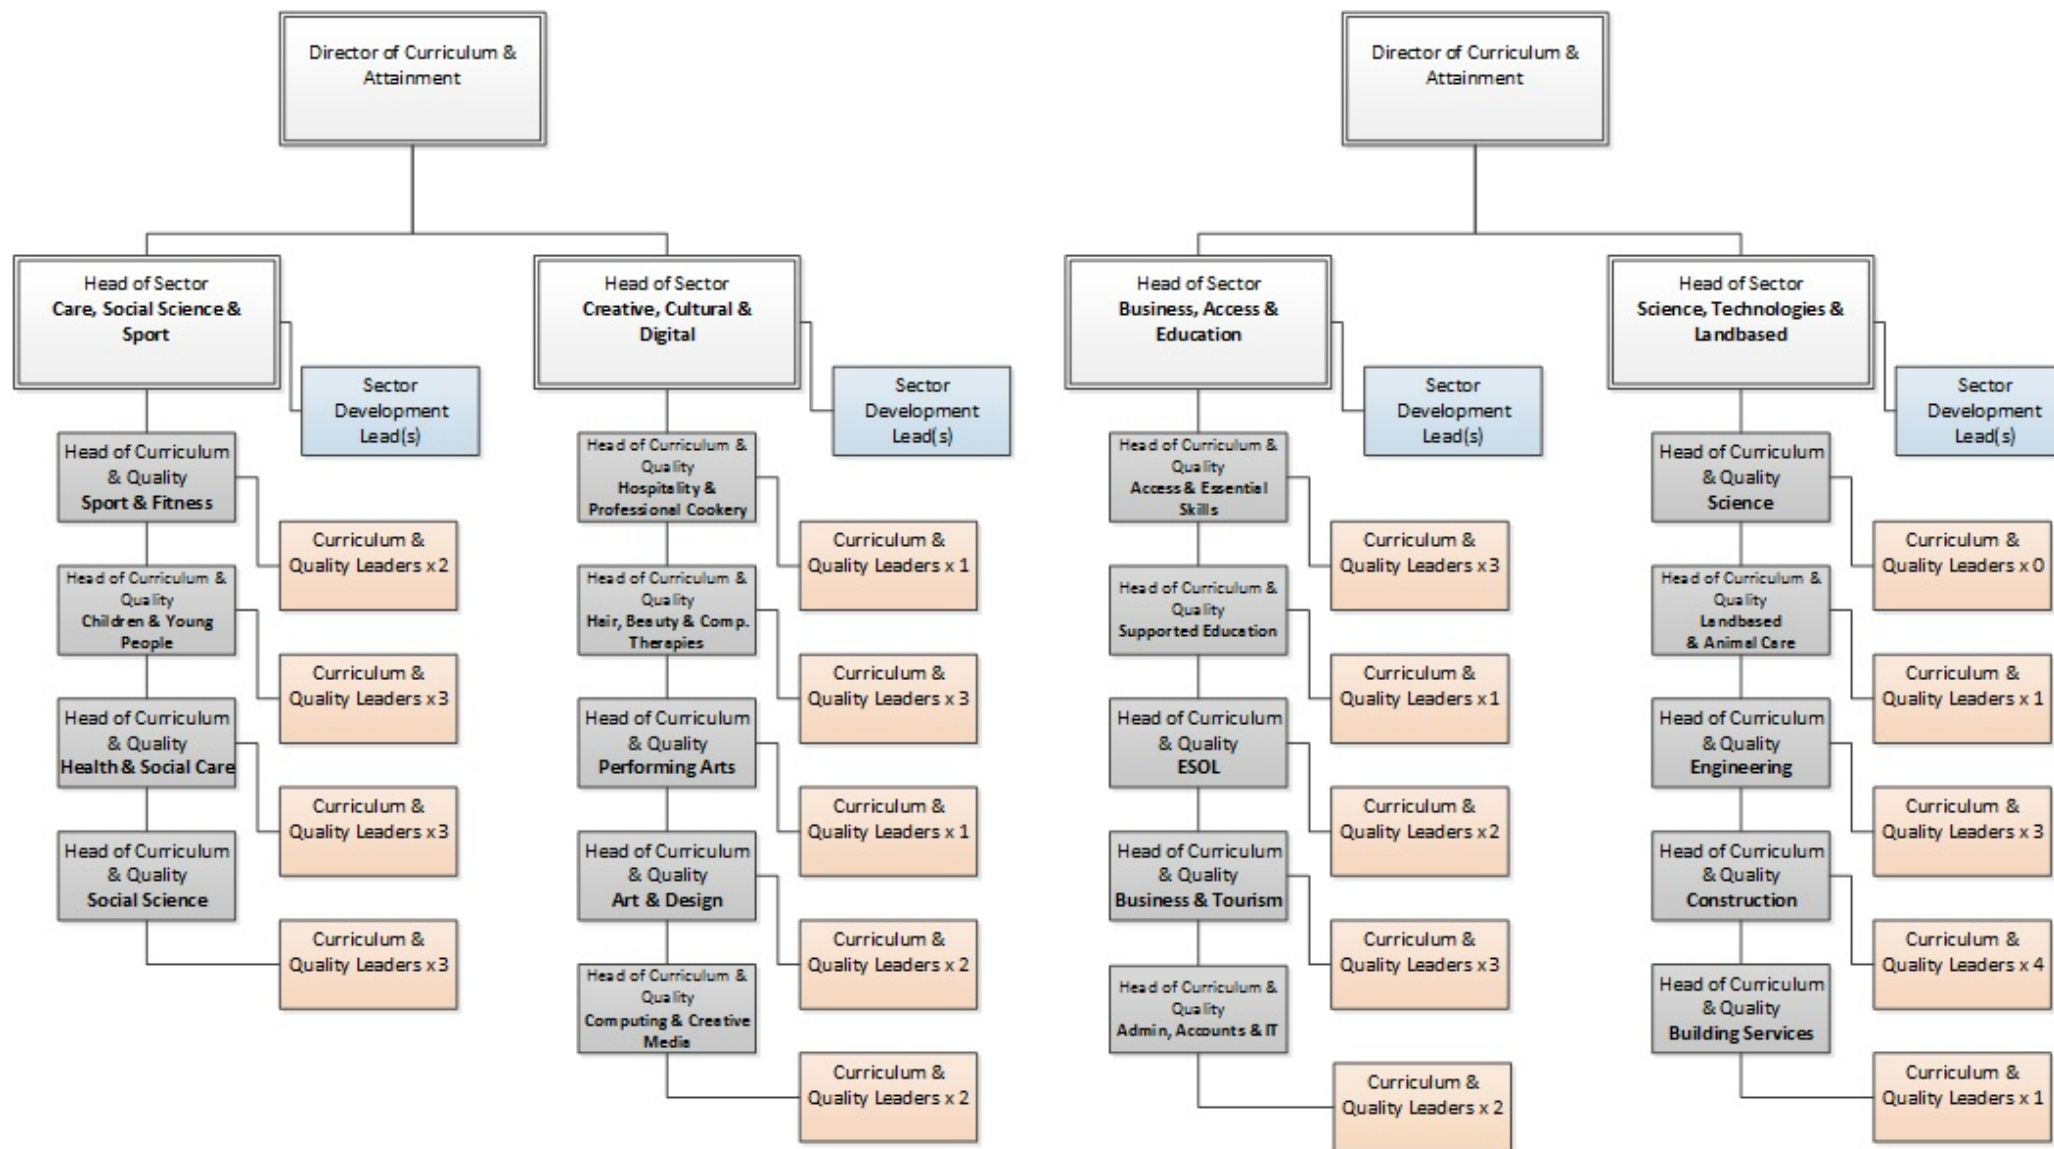 Director of Curriculum &
Attainment
Director of Curriculum &
Attainment
Head of Sector
Care, Social Science &
Sport
Sector
Development
Lead(s)
Head of Curriculum
& Quality
Sport & Fitness
Curriculum &
Quality Leaders x 2
Head of Curriculum &
Quality
Children & Young
People
Curriculum &
Quality Leaders x 3
Head of Curriculum
& Quality
Health & Social Care
Curriculum &
Quality Leaders x 3
Head of Curriculum
& Quality
Social Science
Curriculum &
Quality Leaders x 3
Head of Sector
Creative, Cultural &
Digital
Sector
Development
Lead(s)
Head of Curriculum &
Quality
Hospitality &
Professional Cookery
Curriculum &
Quality Leaders x 1
Head of Curriculum &
Quality
Hair, Beauty & Comp.
Therapies
Curriculum &
Quality Leaders x 3
Head of Curriculum
& Quality
Performing Arts
Curriculum &
Quality Leaders x 1
Head of Curriculum
& Quality
Art & Design
Curriculum &
Quality Leaders x 2
Head of Curriculum &
Quality
Computing & Creative
Media
Curriculum &
Quality Leaders x 2
Head of Sector
Business, Access &
Education
Sector
Development
Lead(s)
Head of Curriculum &
Quality
Access & Essential
Skills
Curriculum &
Quality Leaders x 3
Head of Curriculum &
Quality
Supported Education
Curriculum &
Quality Leaders x 1
Head of Curriculum
& Quality
ESOL
Curriculum &
Quality Leaders x 2
Head of Curriculum
& Quality
Business & Tourism
Curriculum &
Quality Leaders x 3
Head of Curriculum &
Quality
Admin, Accounts & IT
Curriculum &
Quality Leaders x 2
Head of Sector
Science, Technologies &
Landbased
Sector
Development
Lead(s)
Head of Curriculum
& Quality
Science
Curriculum &
Quality Leaders x 0
Head of Curriculum &
Quality
Landbased
& Animal Care
Curriculum &
Quality Leaders x 1
Head of Curriculum
& Quality
Engineering
Curriculum &
Quality Leaders x 3
Head of Curriculum
& Quality
Construction
Curriculum &
Quality Leaders x 4
Head of Curriculum
& Quality
Building Services
Curriculum &
Quality Leaders x 1